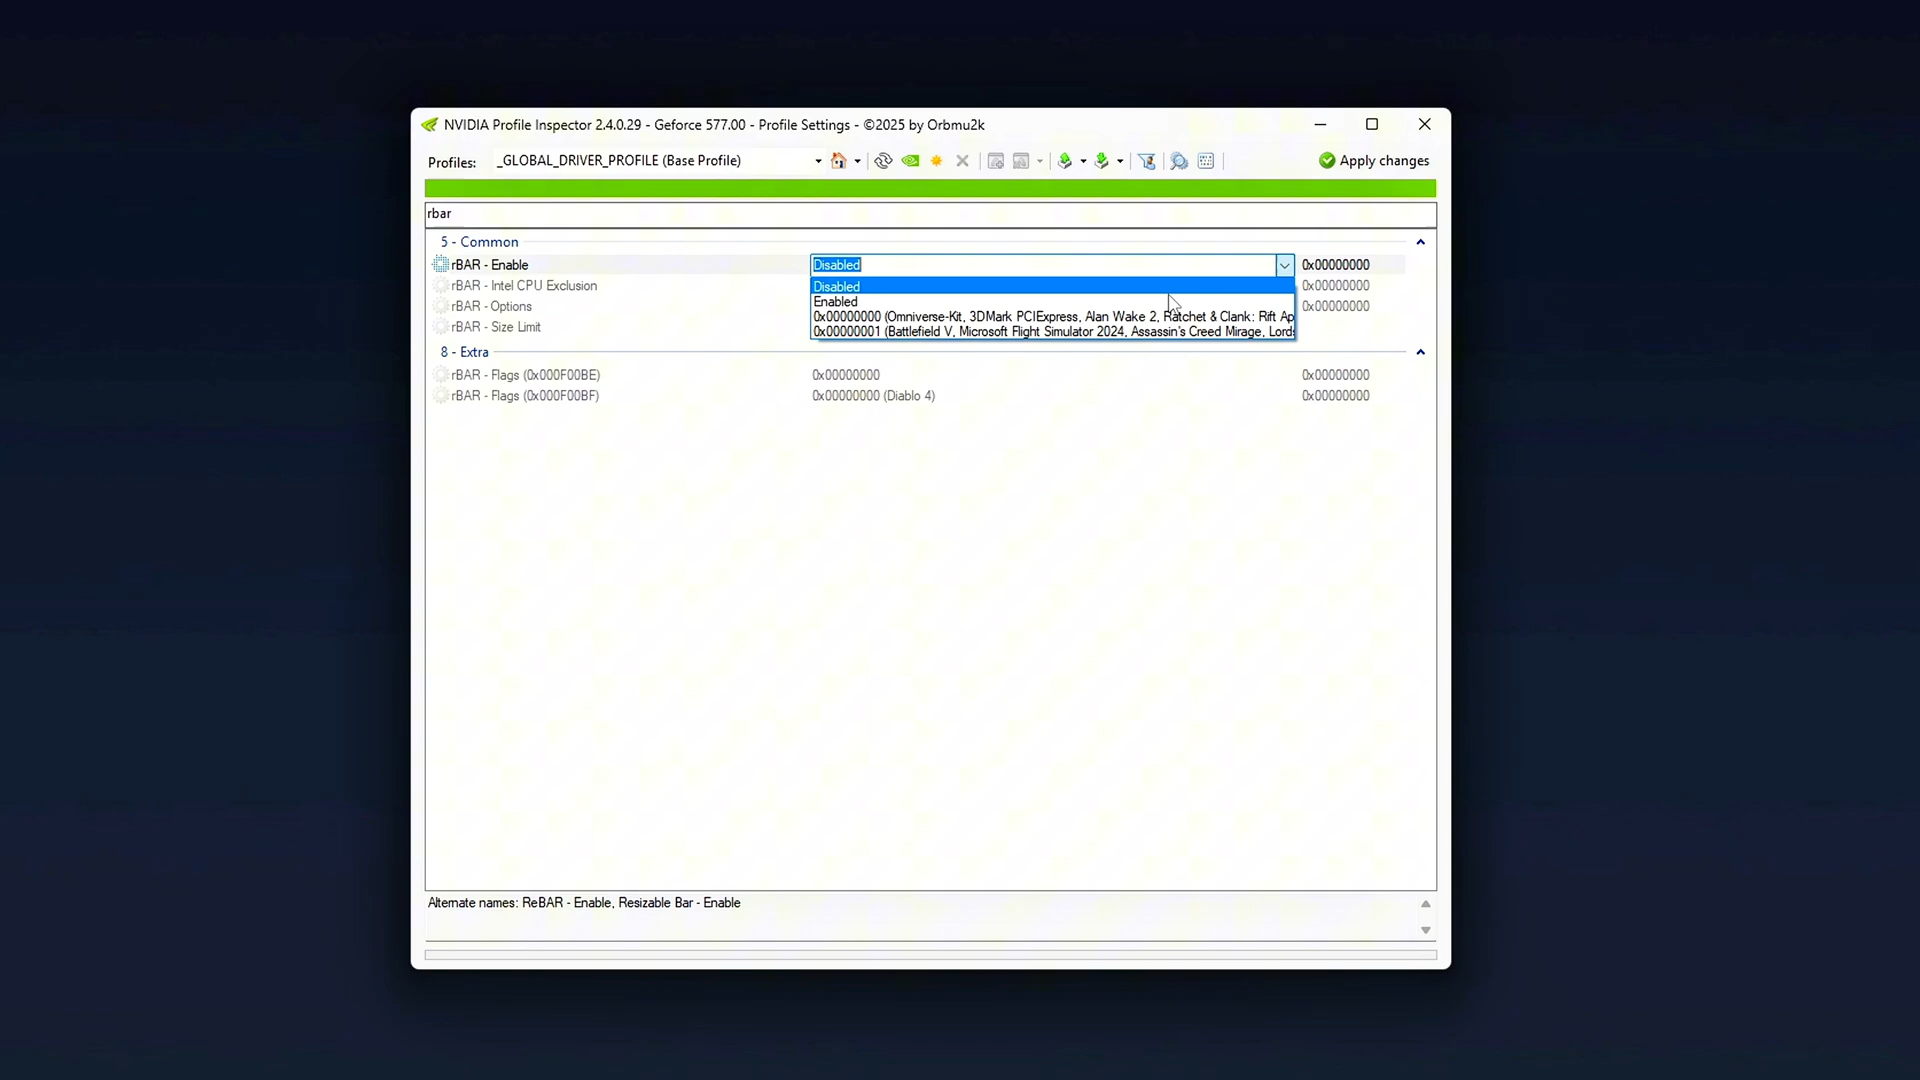 NVIDIA Profile Inspector 2.4.0.29 - Geforce 577.00 - Profile Settings - ©2025 by Orbmu2k
Profiles: _GLOBAL_DRIVER_PROFILE (Base Profile) Apply changes
rbar
5 - Common
rBAR - Enable Disabled 0x00000000
rBAR - Intel CPU Exclusion Disabled 0x00000000
Enabled
rBAR - Options 0x00000000 (Omniverse-Kit, 3DMark PCIExpress, Alan Wake 2, Ratchet & Clank: Rift Ap 0x00000000
rBAR - Size Limit 0x00000001 (Battlefield V, Microsoft Flight Simulator 2024, Assassin's Creed Mirage, Lords
8 - Extra
rBAR - Flags (0x000F00BE) 0x00000000 0x00000000
rBAR - Flags (0x000F00BF) 0x00000000 (Diablo 4) 0x00000000
Alternate names: ReBAR - Enable, Resizable Bar - Enable